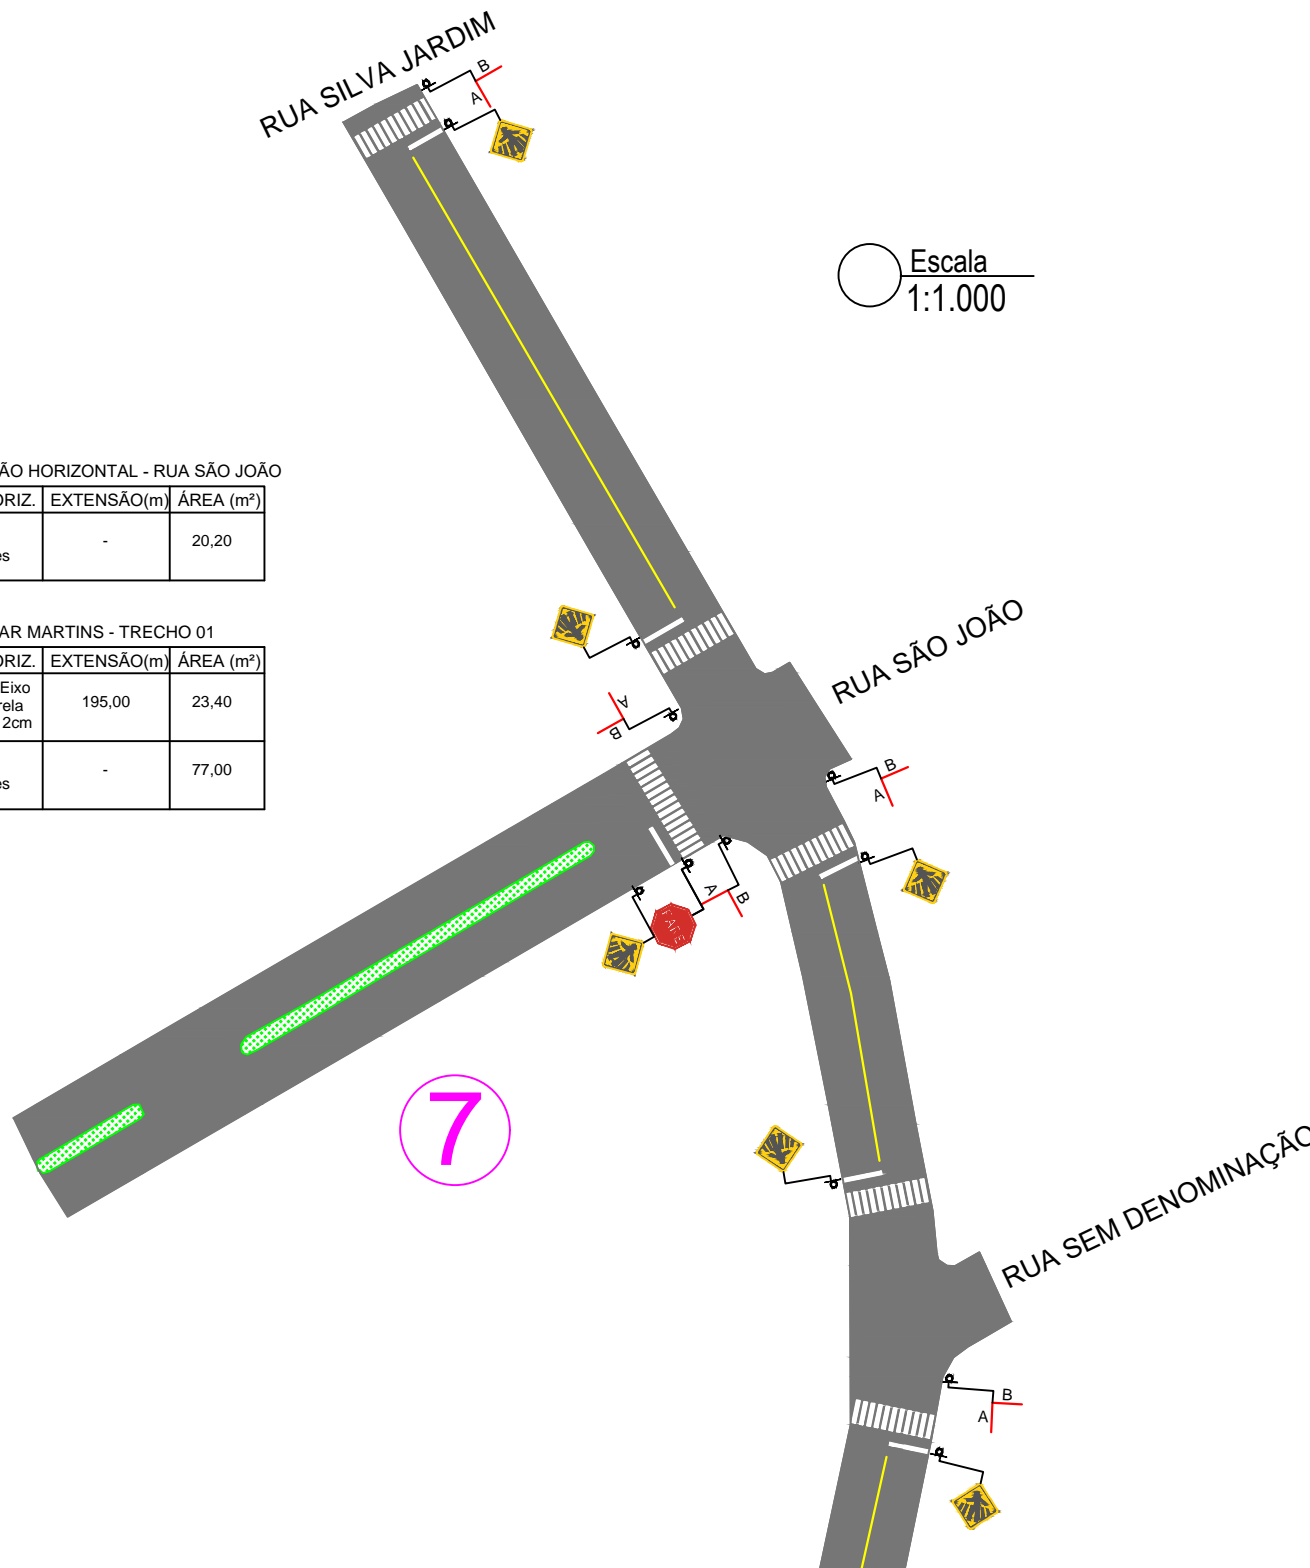 RUA SILVA JARDIM
B
A
Escala
1:1.000
ÃO HORIZONTAL - RUA SÃO JOÃO
ORIZ. EXTENSÃO(m) ÁREA (m²)
es - 20,20
AR MARTINS - TRECHO 01
ORIZ. EXTENSÃO(m) ÁREA (m²)
Eixo
rela
2cm
195,00 23,40
es - 77,00
RUA SÃO JOÃO
A
B
B
A
A
B
PARE
7
RUA SEM DENOMINAÇÃO
B
A